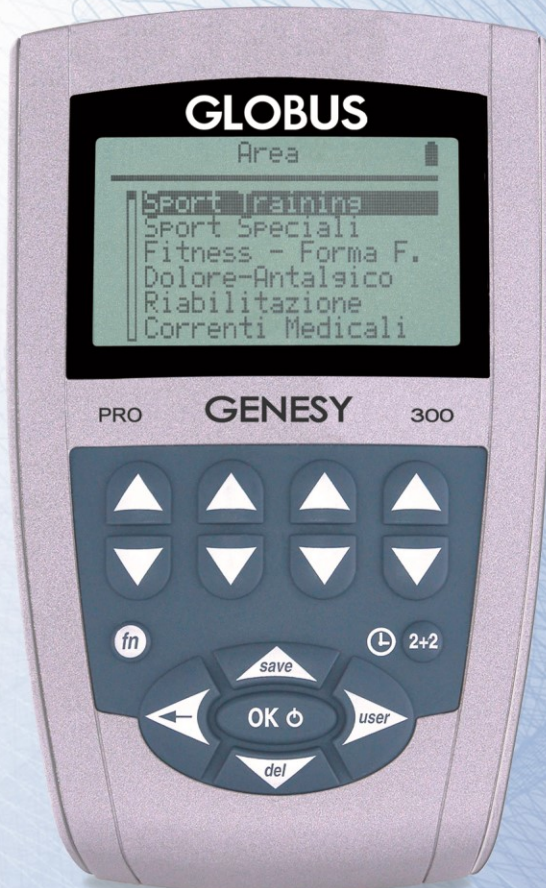 GLOBUS
Area
Sport Training
Sport Speciali
Fitness - Forma F.
Dolore-Antalgico
Riabilitazione
Correnti Medicali
PRO GENESY 300
fn
2+2
save
OK
user
del